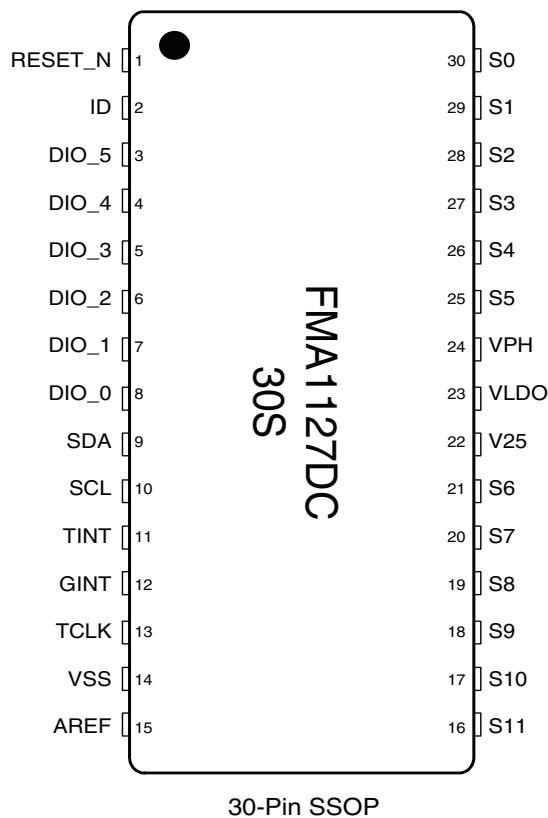 RESET_N 1 30 S0
ID 2 29 S1
DIO_5 3 28 S2
DIO_4 4 27 S3
DIO_3 5 26 S4
DIO_2 6 25 S5
DIO_1 7 24 VPH
DIO_0 8 23 VLDO
SDA 9 22 V25
SCL 10 21 S6
TINT 11 20 S7
GINT 12 19 S8
TCLK 13 18 S9
VSS 14 17 S10
AREF 15 16 S11
FMA1127DC
30S
30-Pin SSOP